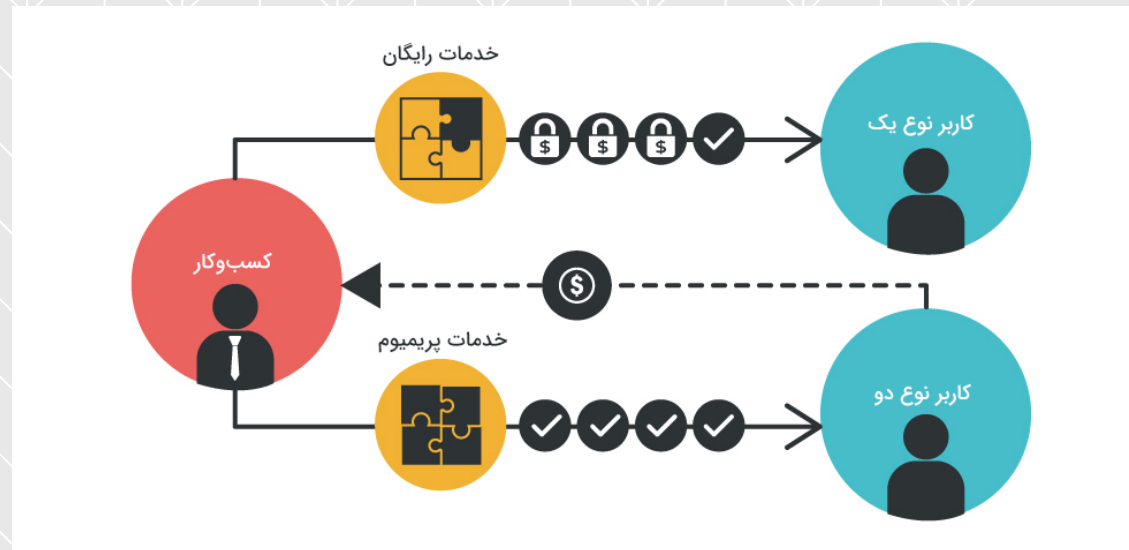 خدمات رایگان
کاربر نوع یک
کسب‌وکار
خدمات پریمیوم
کاربر نوع دو
$
$
$
$